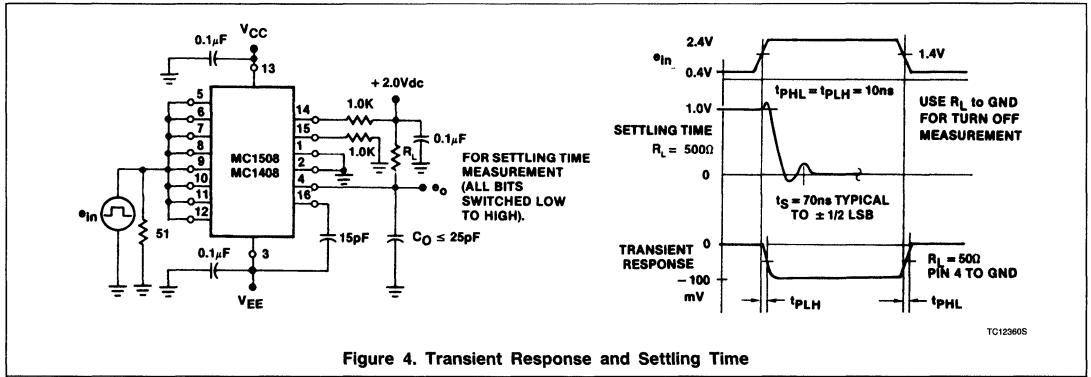 VCC
0.1μF
13
+ 2.0Vdc
5
6
7
8
9
10
11
12
MC1508
MC1408
14
15
1
2
4
16
3
1.0K
1.0K
RL
0.1μF
eo
FOR SETTLING TIME
MEASUREMENT
(ALL BITS
SWITCHED LOW
TO HIGH).
ein
51
15pF
CO ≤ 25pF
0.1μF
VEE
ein
2.4V
0.4V
1.4V
tPHL = tPLH = 10ns
USE RL to GND
FOR TURN OFF
MEASUREMENT
1.0V
SETTLING TIME
RL = 500Ω
0
tS = 70ns TYPICAL
TO ± 1/2 LSB
TRANSIENT
RESPONSE
0
− 100
mV
RL = 50Ω
PIN 4 TO GND
tPLH
tPHL
TC12360S
Figure 4. Transient Response and Settling Time